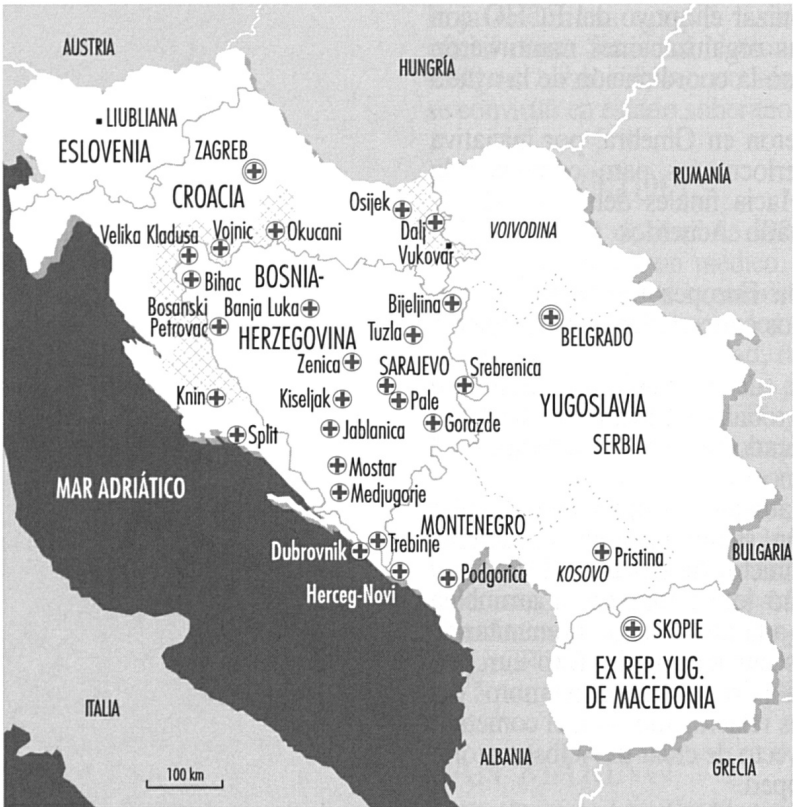 AUSTRIA
HUNGRÍA
LIUBLIANA
ESLOVENIA
ZAGREB
RUMANÍA
CROACIA
Osijek
Velika Kladusa
Vojnic
Okucani
Dalj
Vukovar
VOIVODINA
Bihac
BOSNIA-
HERZEGOVINA
Bosanski
Petrovac
Banja Luka
Bijeljina
Tuzla
BELGRADO
Zenica
SARAJEVO
Srebrenica
Knin
Kiseljak
Pale
YUGOSLAVIA
SERBIA
Split
Jablanica
Gorazde
MAR ADRIÁTICO
Mostar
Medjugorje
MONTENEGRO
Dubrovnik
Trebinje
Pristina
BULGARIA
Herceg-Novi
Podgorica
KOSOVO
SKOPIE
EX REP. YUG.
DE MACEDONIA
ITALIA
100 km
ALBANIA
GRECIA